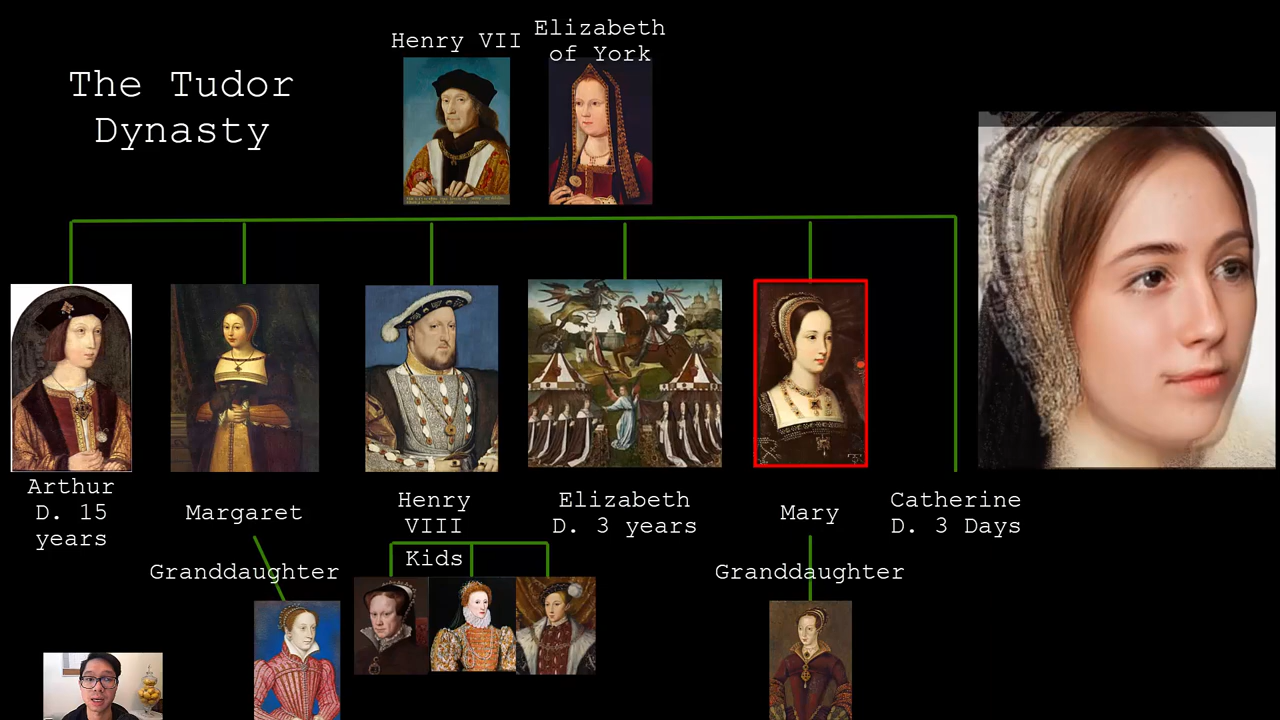 The Tudor
Dynasty
Henry VII
Elizabeth
of York
Arthur
D. 15
years
Margaret
Henry
VIII
Elizabeth
D. 3 years
Mary
Catherine
D. 3 Days
Granddaughter
Kids
Granddaughter